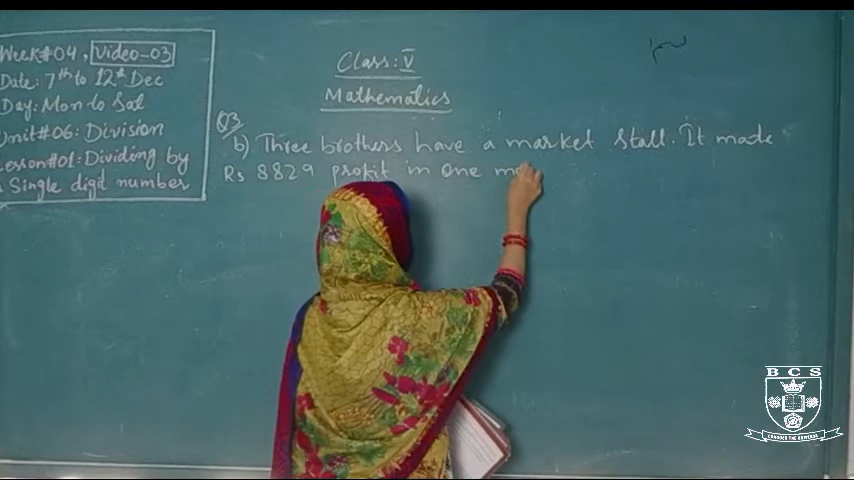 Week#04, Video-03
Date: 7th to 12th Dec
Day: Mon to Sat
Unit#06: Division
Lesson#01: Dividing by
Single digit number
Class: V
Mathematics
Q3
b) Three brothers have a market stall. It made
Rs 8829 profit in One mo
BCS